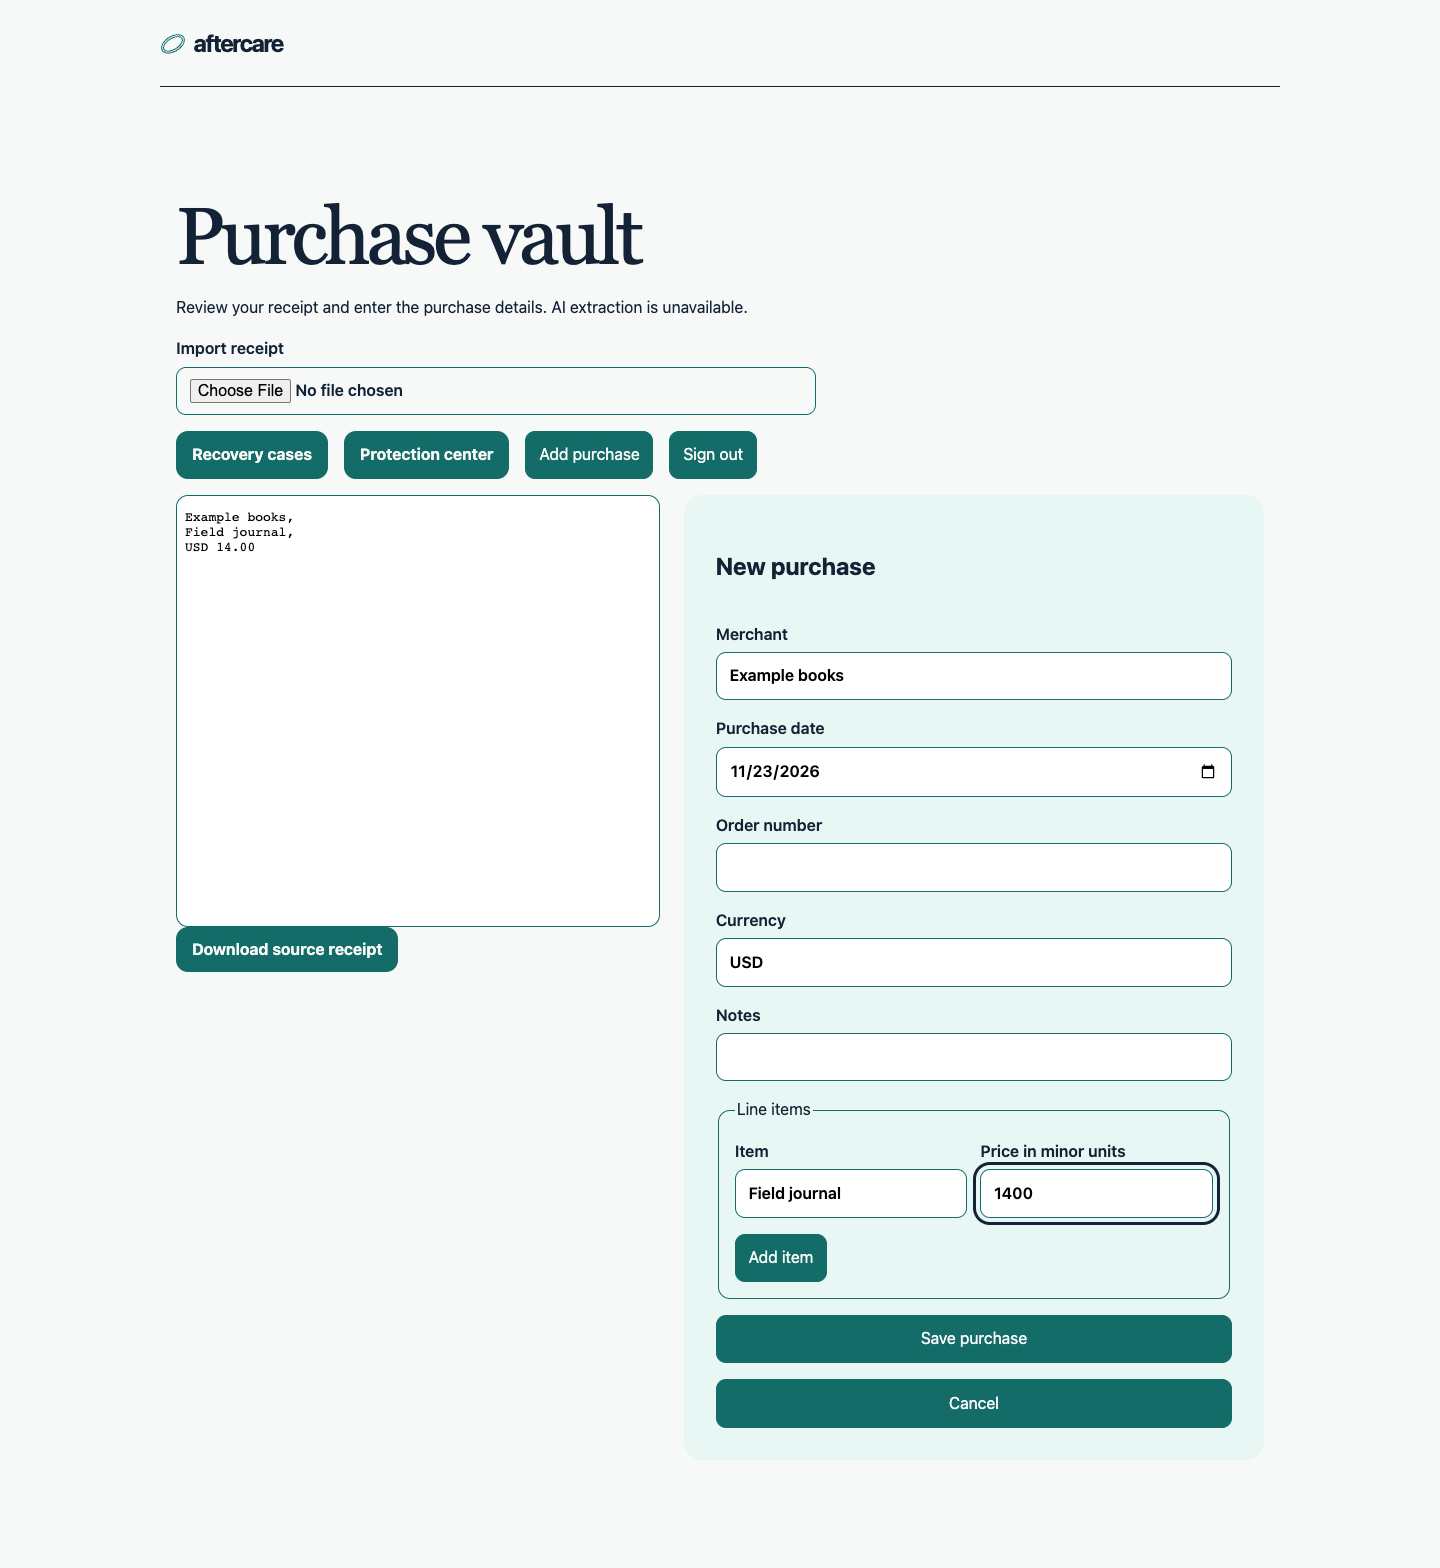 aftercare
Purchase vault
Review your receipt and enter the purchase details. AI extraction is unavailable.
Import receipt
Choose File No file chosen
Recovery cases
Protection center
Add purchase
Sign out
Example books,
Field journal,
USD 14.00
Download source receipt
New purchase
Merchant
Example books
Purchase date
11/23/2026
Order number
Currency
USD
Notes
Line items
Item
Price in minor units
Field journal
1400
Add item
Save purchase
Cancel